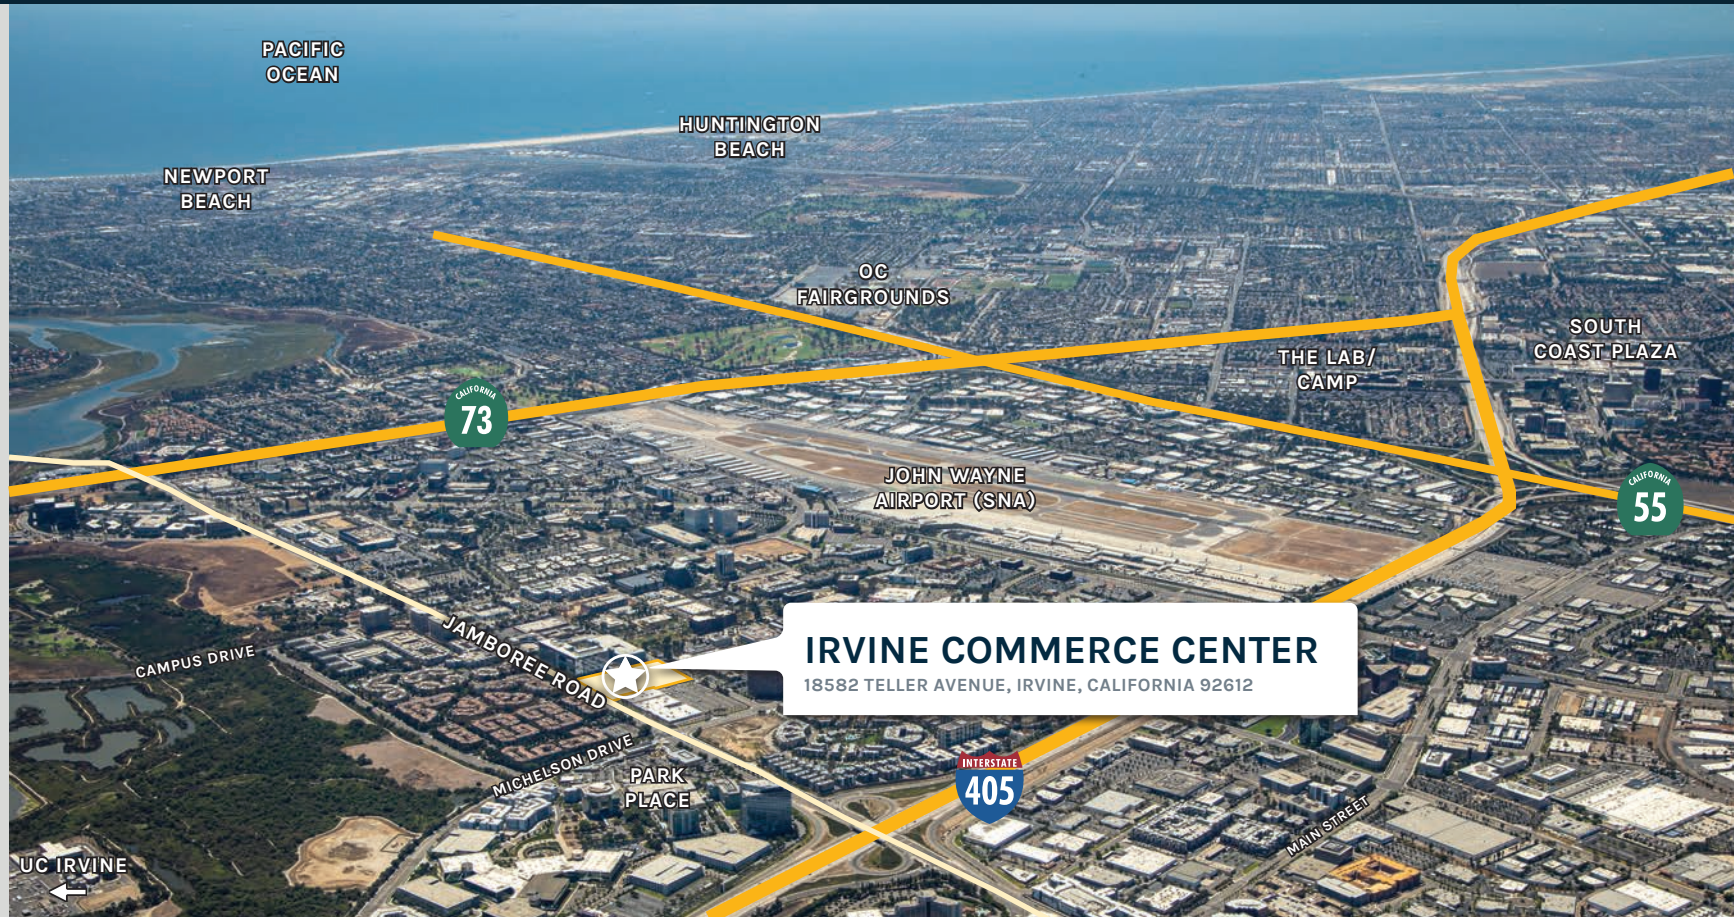 PACIFIC
OCEAN
HUNTINGTON
BEACH
NEWPORT
BEACH
OC
FAIRGROUNDS
SOUTH
COAST PLAZA
THE LAB/
CAMP
CALIFORNIA
73
JOHN WAYNE
AIRPORT (SNA)
CALIFORNIA
55
IRVINE COMMERCE CENTER
18582 TELLER AVENUE, IRVINE, CALIFORNIA 92612
JAMBOREE ROAD
CAMPUS DRIVE
MICHELSON DRIVE
PARK
PLACE
INTERSTATE
405
MAIN STREET
UC IRVINE